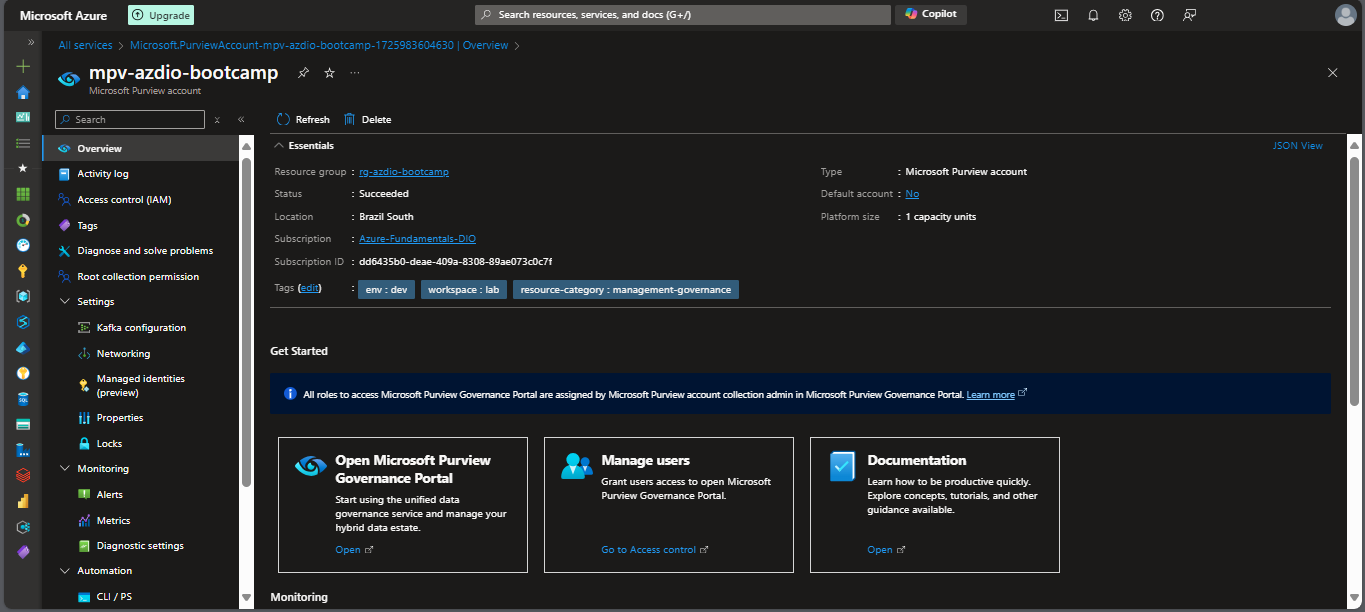 Microsoft Azure
Upgrade
Search resources, services, and docs (G+/)
Copilot
All services > Microsoft.PurviewAccount-mpv-azdio-bootcamp-1725983604630 | Overview >
mpv-azdio-bootcamp
Microsoft Purview account
Search
Overview
Activity log
Access control (IAM)
Tags
Diagnose and solve problems
Root collection permission
Settings
Kafka configuration
Networking
Managed identities
(preview)
Properties
Locks
Monitoring
Alerts
Metrics
Diagnostic settings
Automation
CLI / PS
Refresh
Delete
Essentials
JSON View
Resource group : rg-azdio-bootcamp
Status : Succeeded
Location : Brazil South
Subscription : Azure-Fundamentals-DIO
Subscription ID : dd6435b0-deae-409a-8308-89ae073c0c7f
Type : Microsoft Purview account
Default account : No
Platform size : 1 capacity units
Tags (edit) : env : dev workspace : lab resource-category : management-governance
Get Started
All roles to access Microsoft Purview Governance Portal are assigned by Microsoft Purview account collection admin in Microsoft Purview Governance Portal. Learn more
Open Microsoft Purview
Governance Portal
Start using the unified data
governance service and manage your
hybrid data estate.
Open
Manage users
Grant users access to open Microsoft
Purview Governance Portal.
Go to Access control
Documentation
Learn how to be productive quickly.
Explore concepts, tutorials, and other
guidance available.
Open
Monitoring